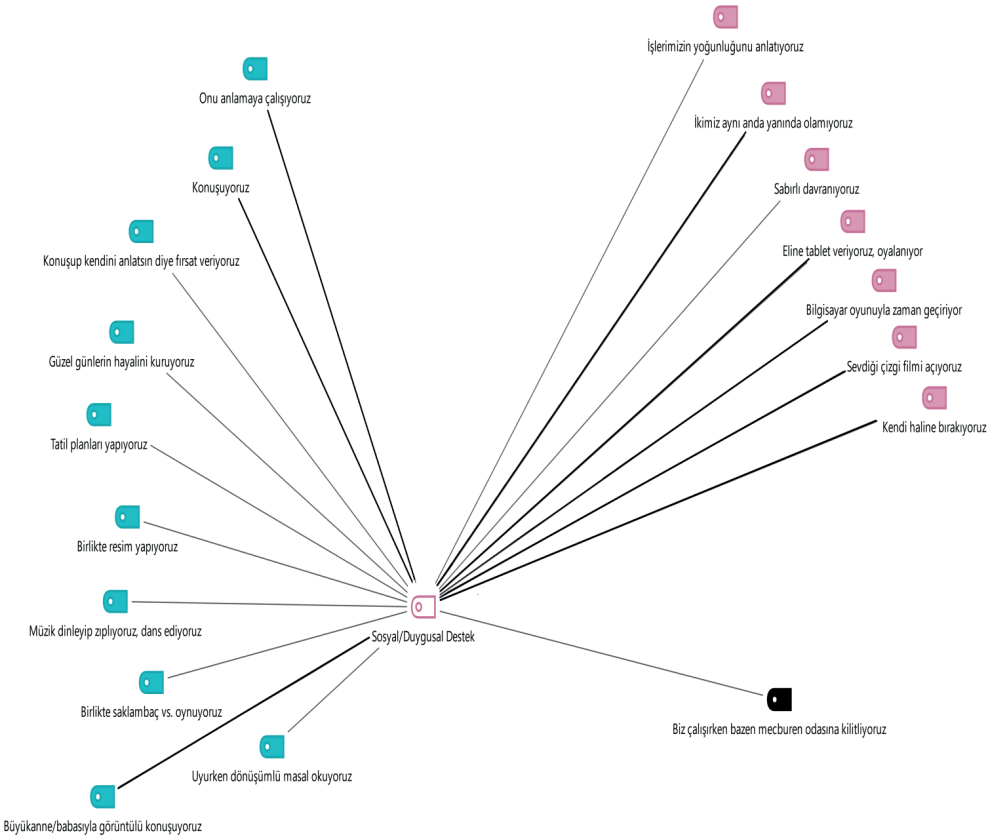 İşlerimizin yoğunluğunu anlatıyoruz
Onu anlamaya çalışıyoruz
İkimiz aynı anda yanında olamıyoruz
Konuşuyoruz
Sabırlı davranıyoruz
Konuşup kendini anlatsın diye fırsat veriyoruz
Eline tablet veriyoruz, oyalanıyor
Bilgisayar oyunuyla zaman geçiriyor
Güzel günlerin hayalini kuruyoruz
Sevdiği çizgi filmi açıyoruz
Kendi haline bırakıyoruz
Tatil planları yapıyoruz
Birlikte resim yapıyoruz
Müzik dinleyip zıplıyoruz, dans ediyoruz
Sosyal/Duygusal Destek
Birlikte saklambaç vs. oynuyoruz
Biz çalışırken bazen mecburen odasına kilitliyoruz
Uyurken dönüşümlü masal okuyoruz
Büyükanne/babasıyla görüntülü konuşuyoruz